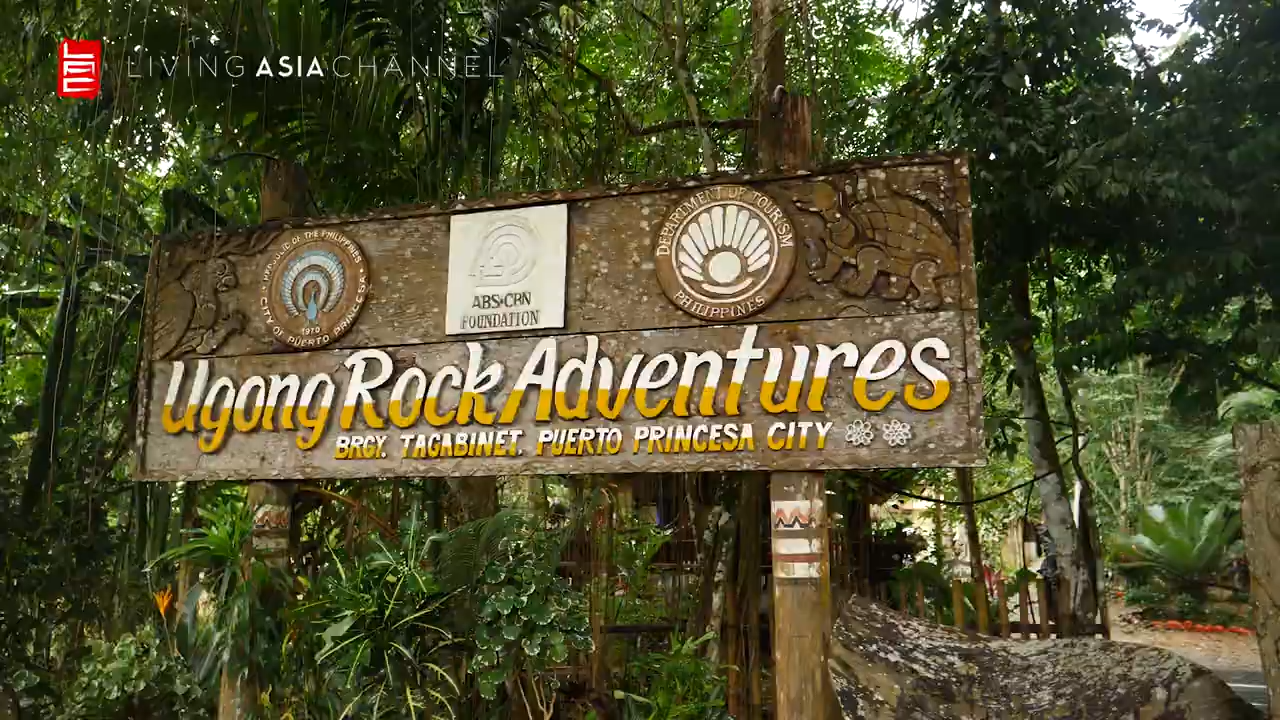 LIVING ASIA CHANNEL
REPUBLIC OF THE PHILIPPINES
CITY OF PUERTO PRINCESA
1970
ABS-CBN
FOUNDATION
DEPARTMENT OF TOURISM
PHILIPPINES
Ugong Rock Adventures
BRGY. TAGABINET. PUERTO PRINCESA CITY